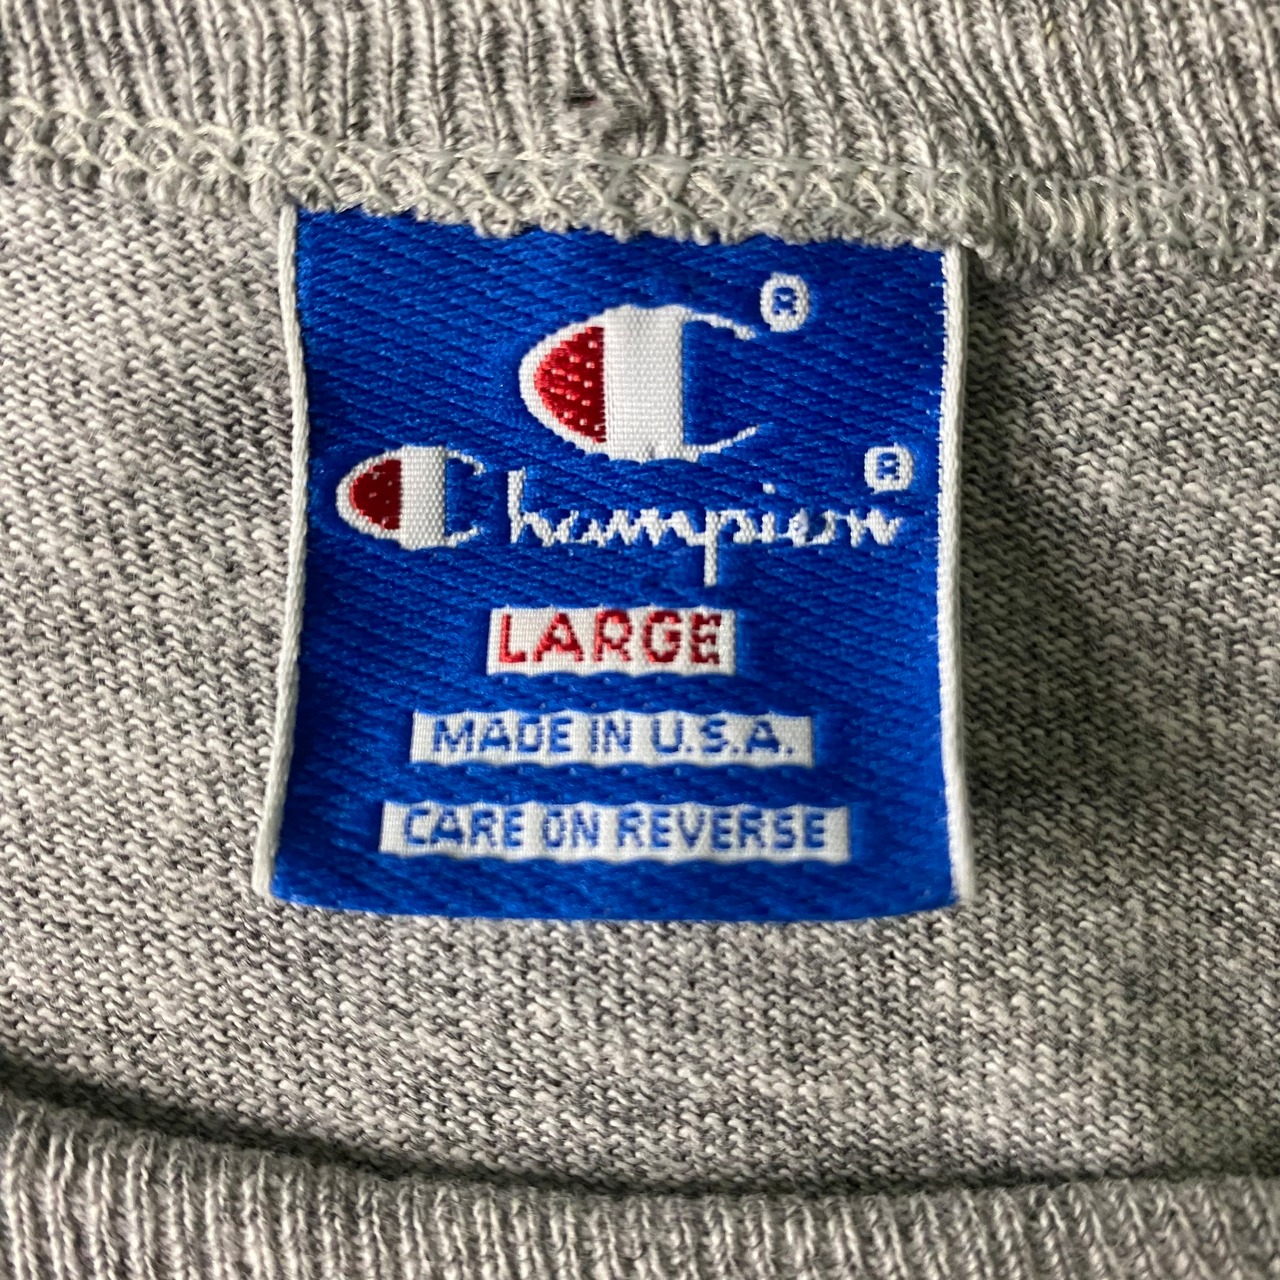 C®
Champion®
LARGE
MADE IN U.S.A.
CARE ON REVERSE